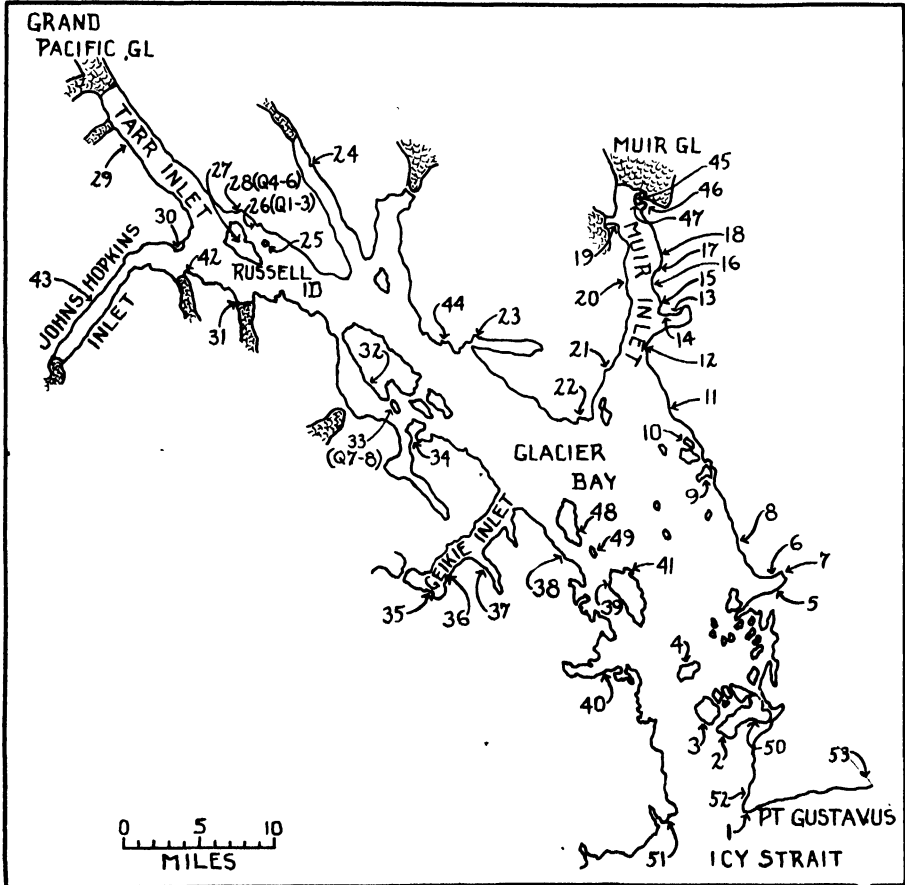 GRAND
PACIFIC GL
TARR INLET
MUIR GL
45
46
47
24
27
28(Q4-6)
26(Q1-3)
29
25
30
42
RUSSELL
ID
43
JOHNS HOPKINS
INLET
31
19
MUIR INLET
18
17
16
15
13
14
20
12
44
23
21
22
11
32
33
(Q7-8)
34
10
9
GLACIER
BAY
8
48
49
6
7
5
GEIKIE INLET
35
36
37
38
39
41
4
40
3
2
50
53
52
1
PT GUSTAVUS
51
ICY STRAIT
0 5 10
MILES